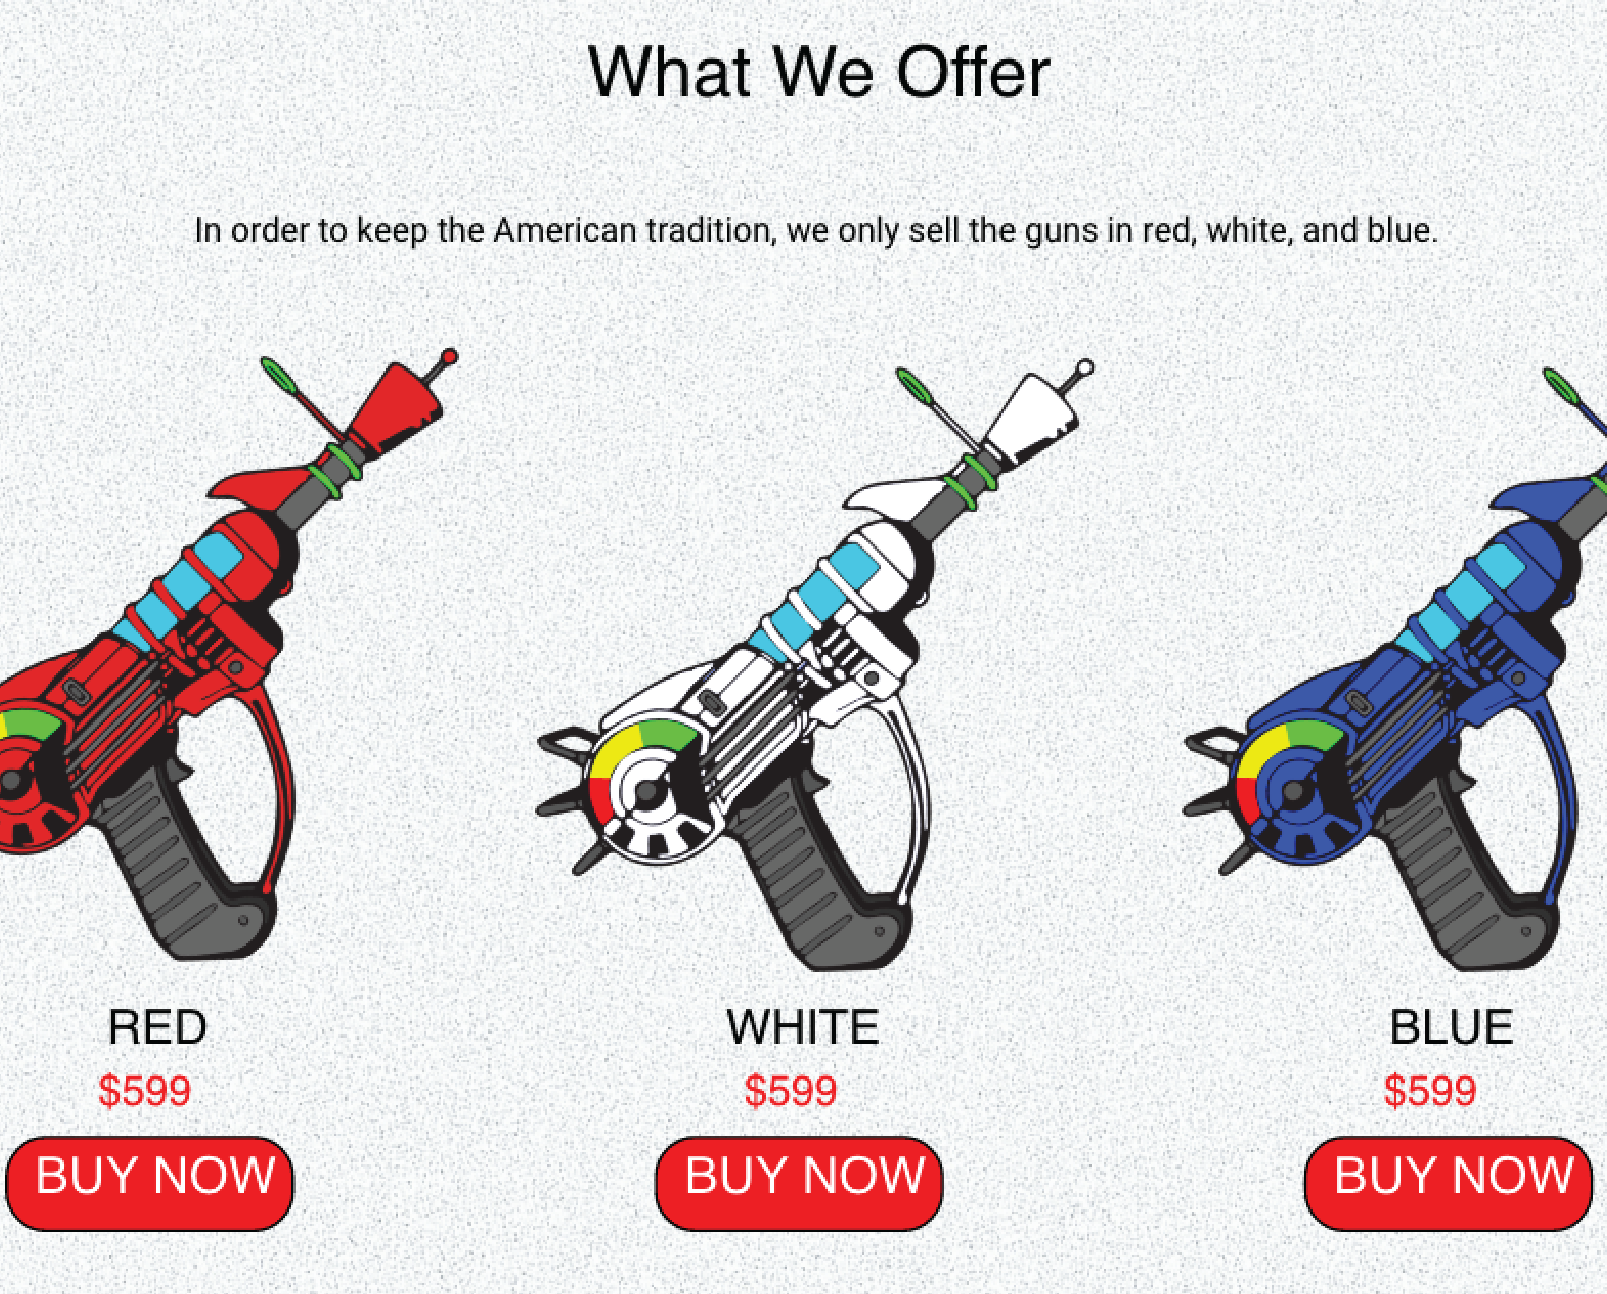 What We Offer
In order to keep the American tradition, we only sell the guns in red, white, and blue.
RED
WHITE
BLUE
$599
$599
$599
BUY NOW
BUY NOW
BUY NOW